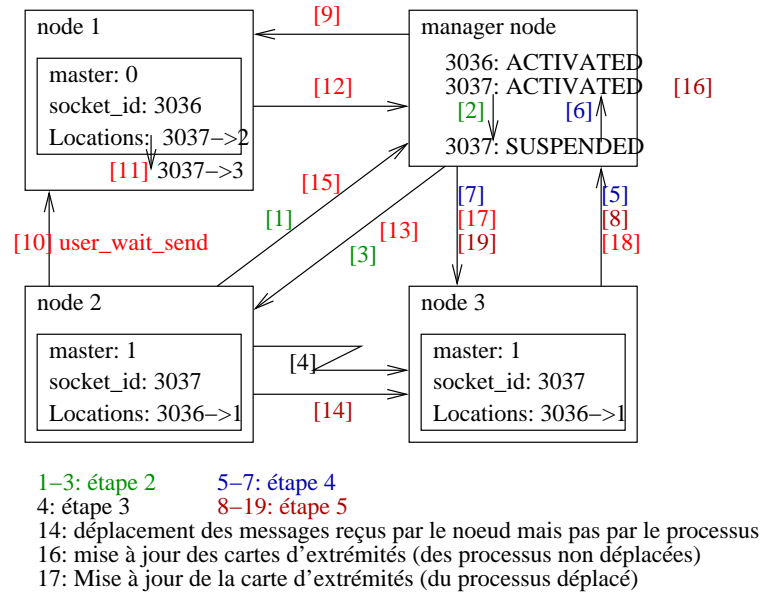 [9]
node 1
manager node
master: 0
socket_id: 3036
Locations: 3037−>2
[11] 3037−>3
[12]
3036: ACTIVATED
3037: ACTIVATED [16]
[2] [6]
3037: SUSPENDED
[10] user_wait_send
[1]
[15]
[3]
[13]
[7]
[17]
[19]
[5]
[8]
[18]
node 2
master: 1
socket_id: 3037
Locations: 3036−>1
[4]
[14]
node 3
master: 1
socket_id: 3037
Locations: 3036−>1
1−3: étape 2
5−7: étape 4
4: étape 3
8−19: étape 5
14: déplacement des messages reçus par le noeud mais pas par le processus
16: mise à jour des cartes d'extrémités (des processus non déplacées)
17: Mise à jour de la carte d'extrémités (du processus déplacé)